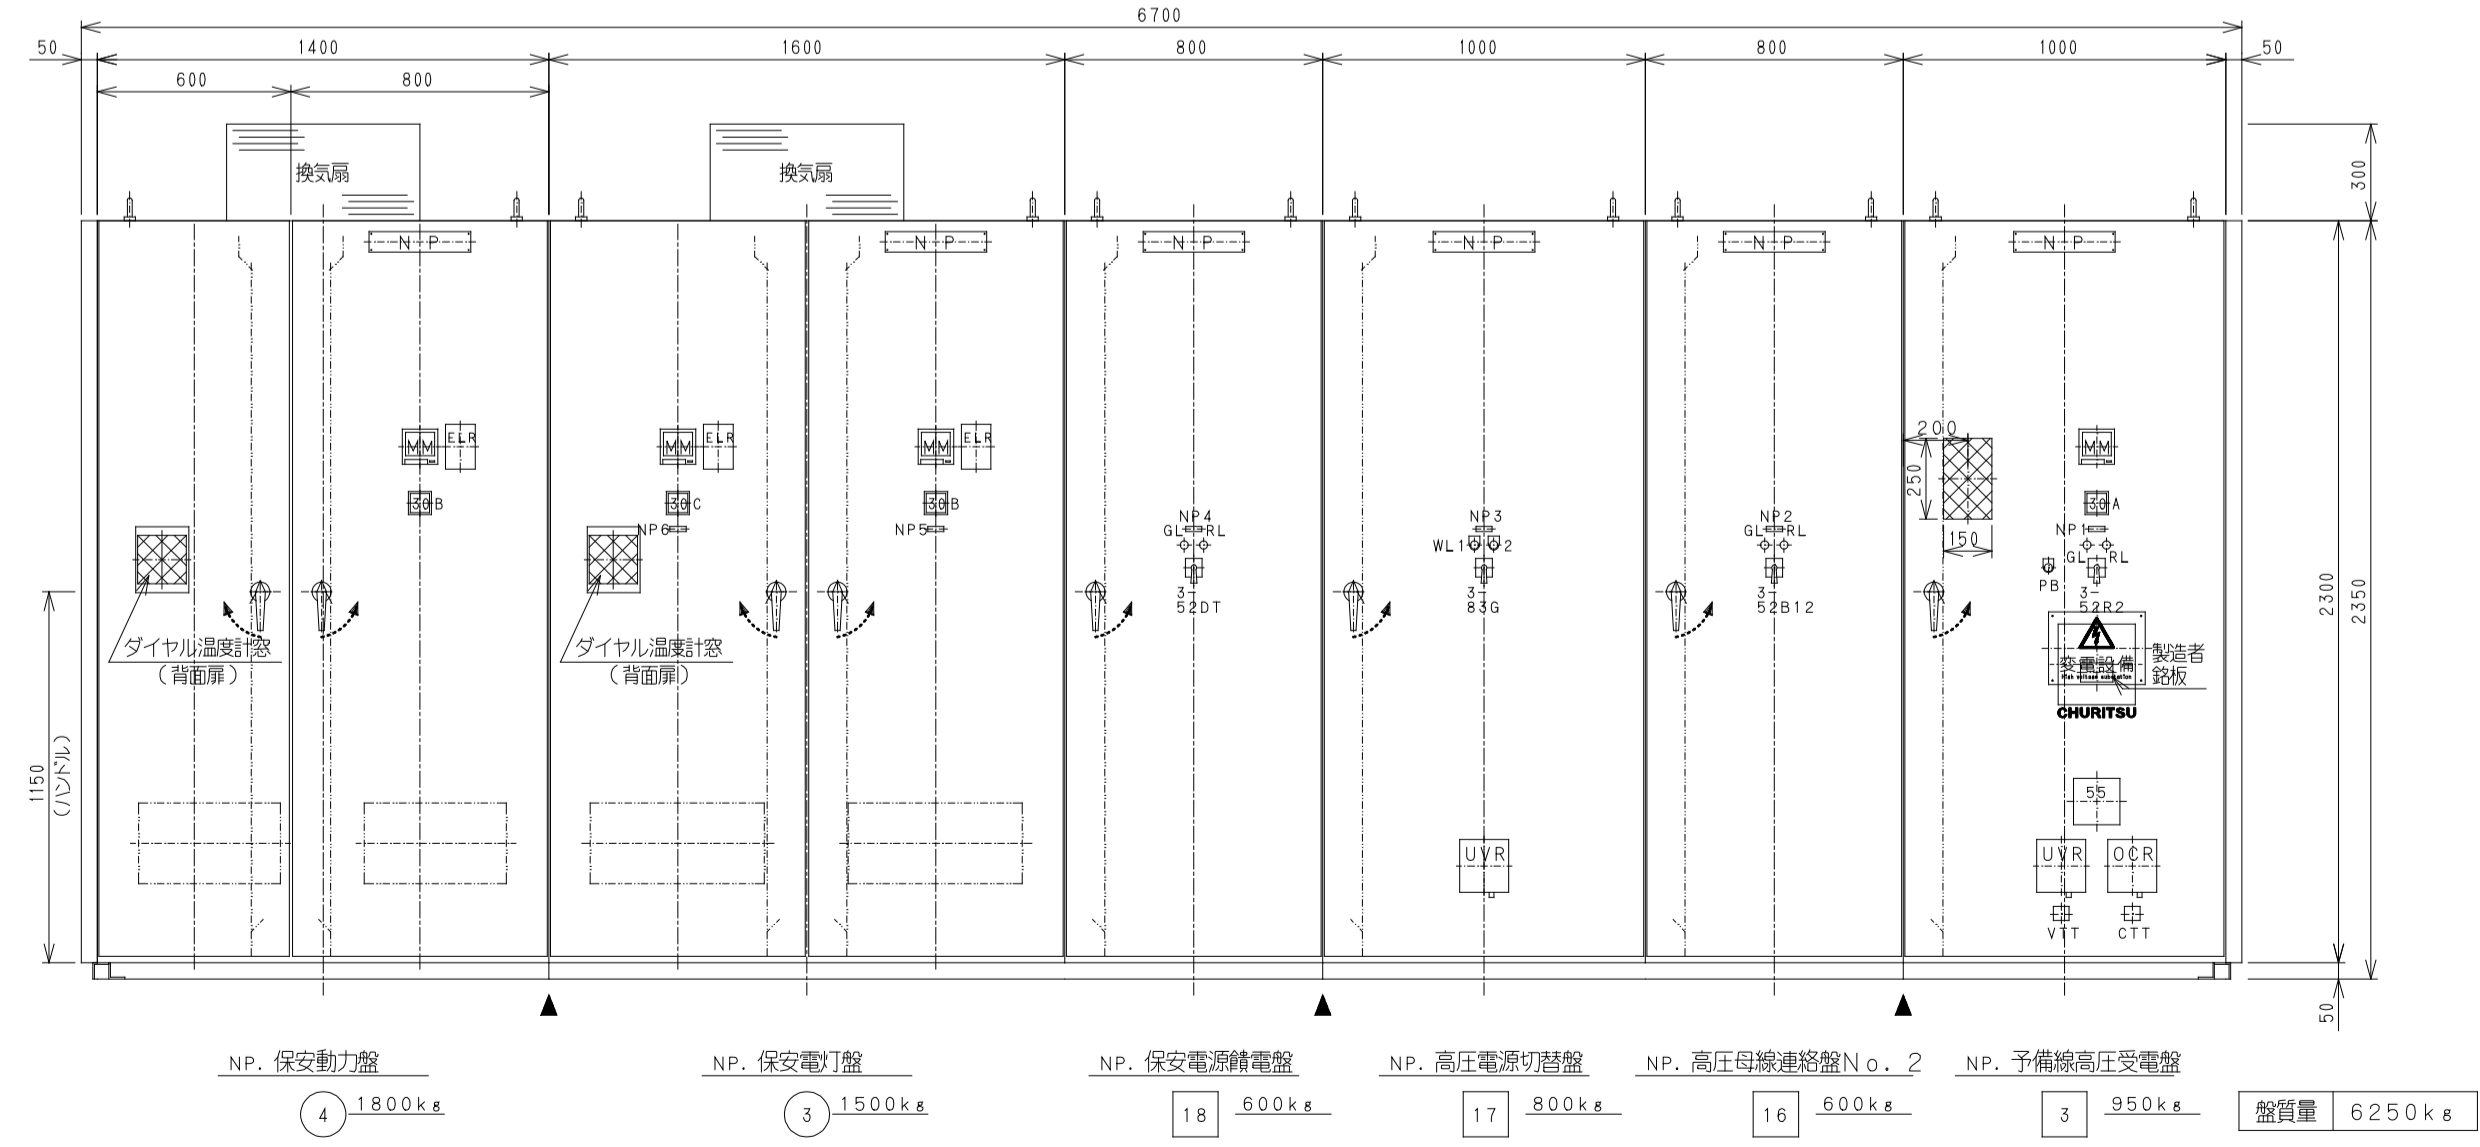 6700
50 1400 1600 800 1000 800 1000 50
600 800
換気扇 換気扇
300
N P N P N P N P N P N P
MM ELR MM ELR MM ELR MM
200
250
150
30B 30C 30B 30A
NP6 NP5 NP4 NP3 NP2 NP1
GL RL WL1 2 GL RL GL RL
PB
3-
52DT
3-
83G
3-
52B12
3-
52R2
ダイヤル温度計窓
(背面扉)
ダイヤル温度計窓
(背面扉)
変電設備
High voltage substation
製造者
銘板
CHURITSU
1150
(ハンドル)
2300
2350
55
UVR UVR OCR
VTT CTT
50
NP. 保安動力盤 NP. 保安電灯盤 NP. 保安電源饋電盤 NP. 高圧電源切替盤 NP. 高圧母線連絡盤No. 2 NP. 予備線高圧受電盤
4 1800kg 3 1500kg 18 600kg 17 800kg 16 600kg 3 950kg 盤質量 6250kg